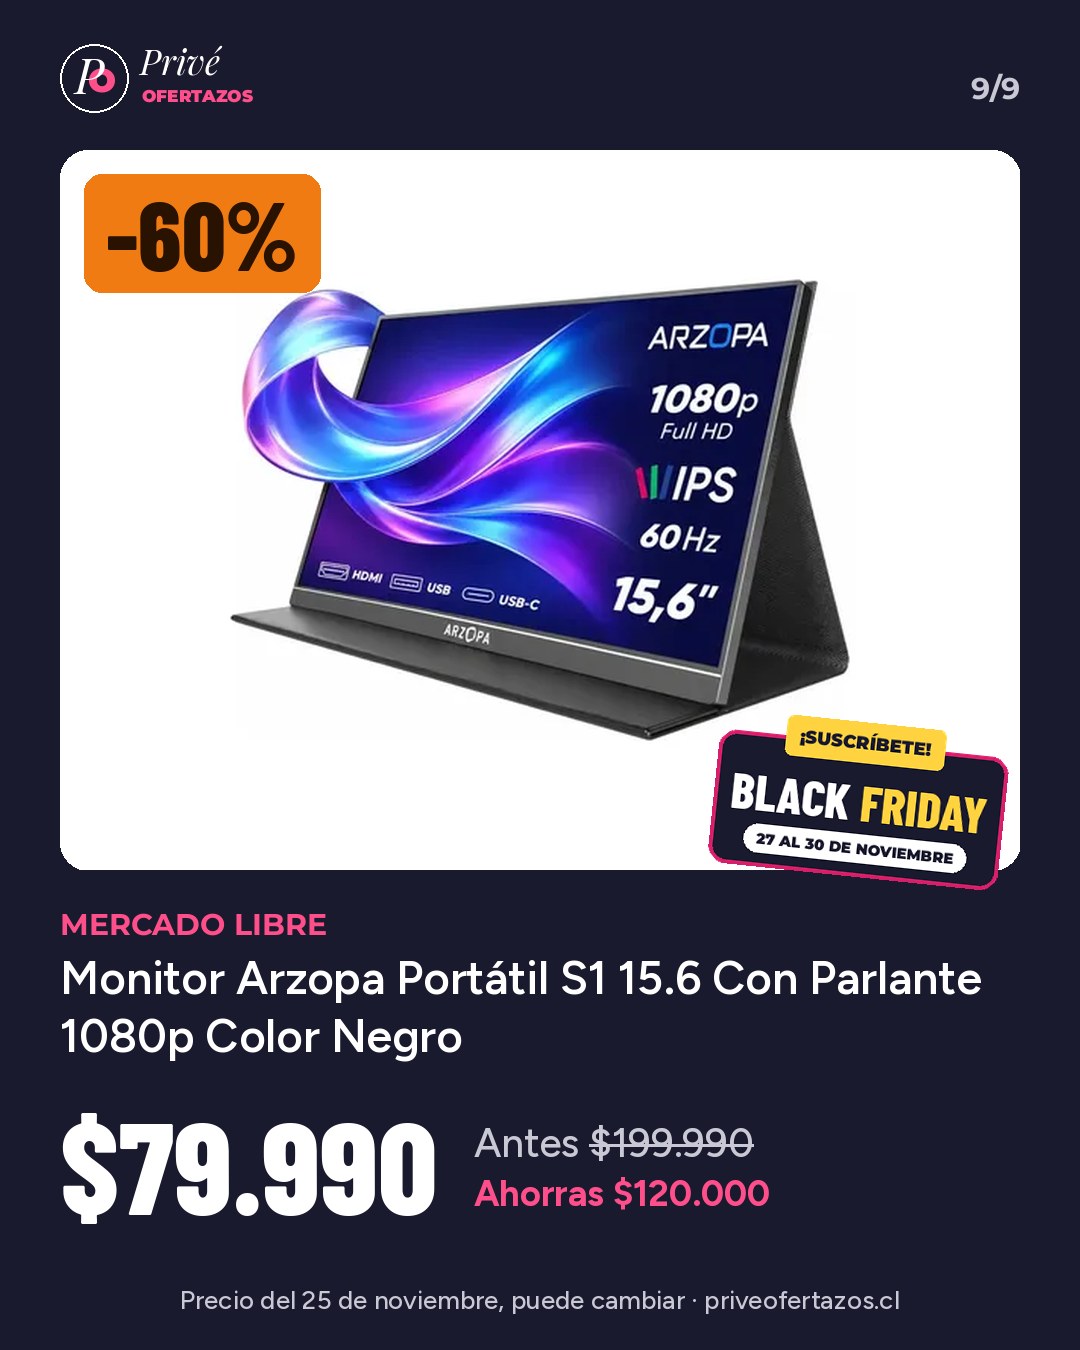 Privé
OFERTAZOS
9/9
-60%
ARZOPA
1080p
Full HD
IPS
60Hz
15,6”
HDMI USB USB-C
ARZOPA
¡SUSCRÍBETE!
BLACK FRIDAY
27 AL 30 DE NOVIEMBRE
MERCADO LIBRE
Monitor Arzopa Portátil S1 15.6 Con Parlante
1080p Color Negro
$79.990
Antes $199.990
Ahorras $120.000
Precio del 25 de noviembre, puede cambiar · priveofertazos.cl